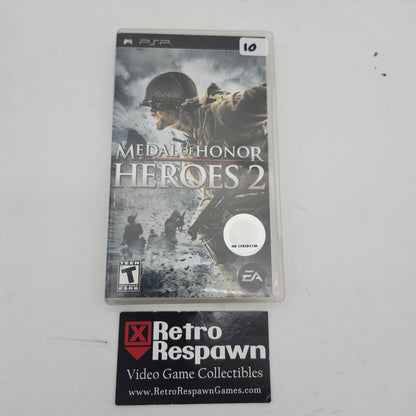 PSP
10
MEDAL OF HONOR
HEROES 2
TEEN
T
ESRB
EA
X Retro
Respawn
Video Game Collectibles
www.RetroRespawnGames.com